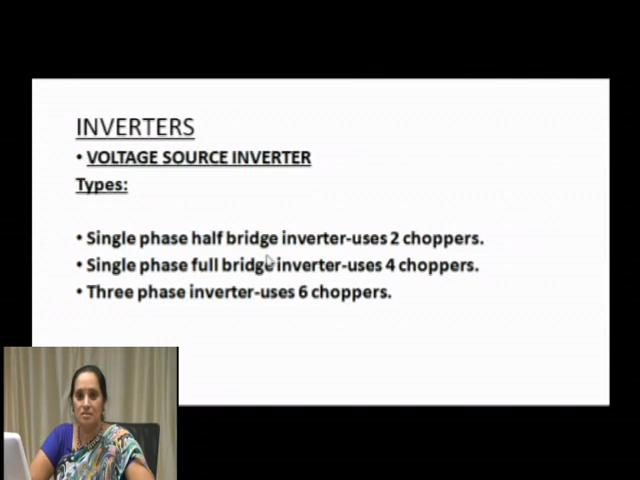 INVERTERS
• VOLTAGE SOURCE INVERTER
Types:
• Single phase half bridge inverter-uses 2 choppers.
• Single phase full bridge inverter-uses 4 choppers.
• Three phase inverter-uses 6 choppers.